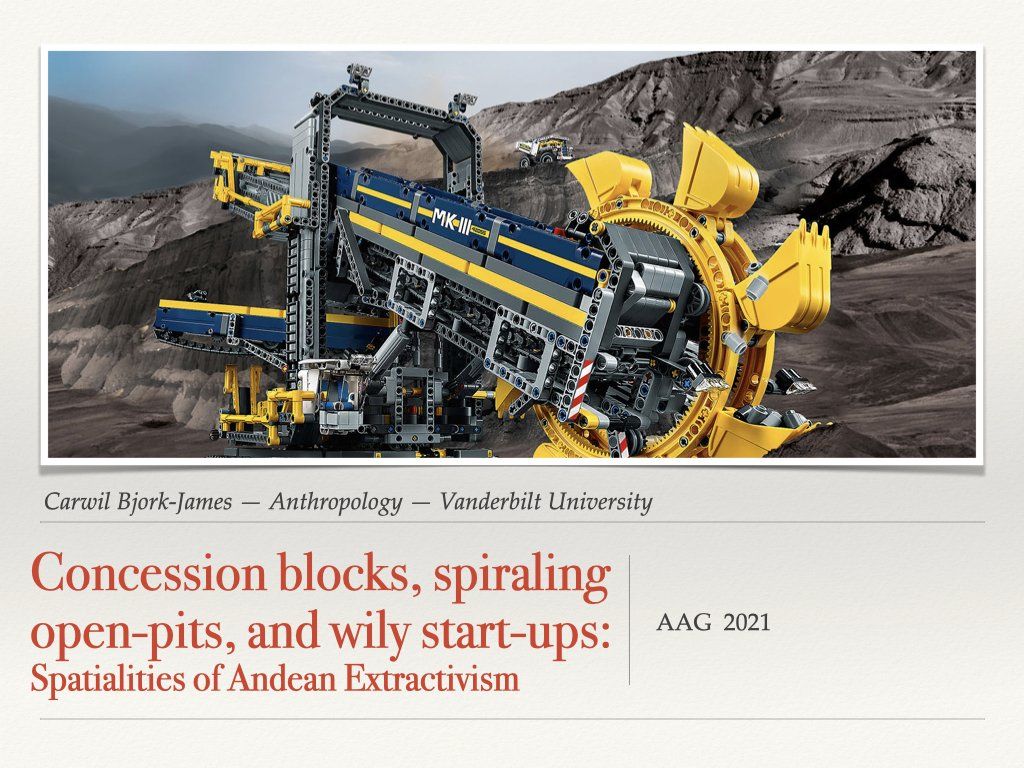 MK-III
Carwil Bjork-James — Anthropology — Vanderbilt University
Concession blocks, spiraling
open-pits, and wily start-ups:
Spatialities of Andean Extractivism
AAG 2021